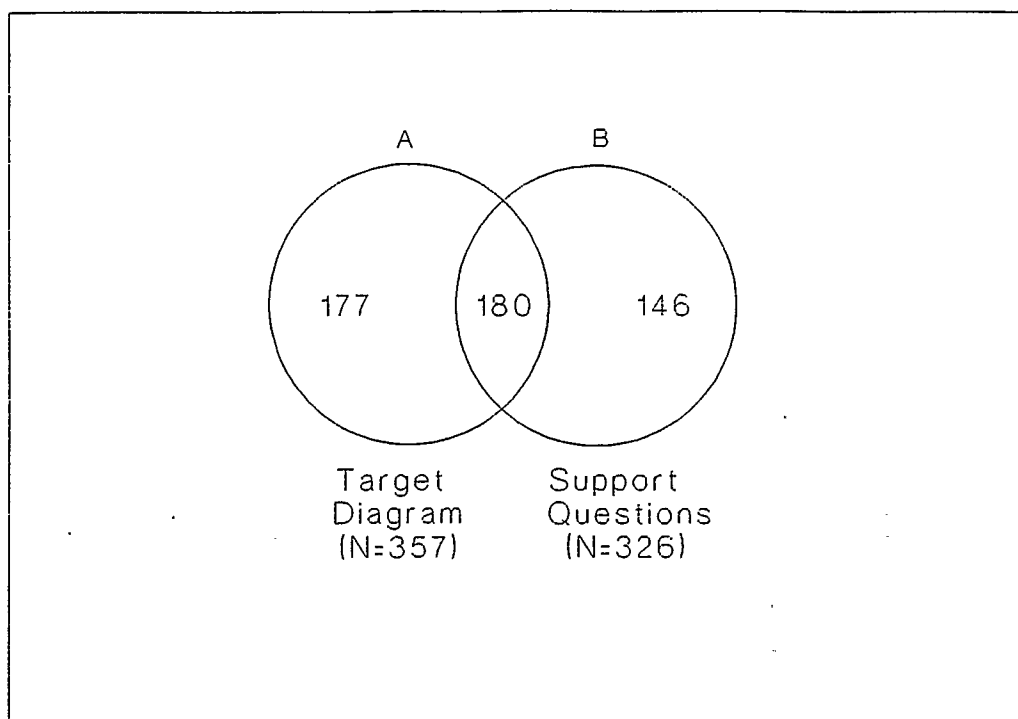 A B
177 180 146
Target Support
Diagram Questions
(N=357) (N=326)